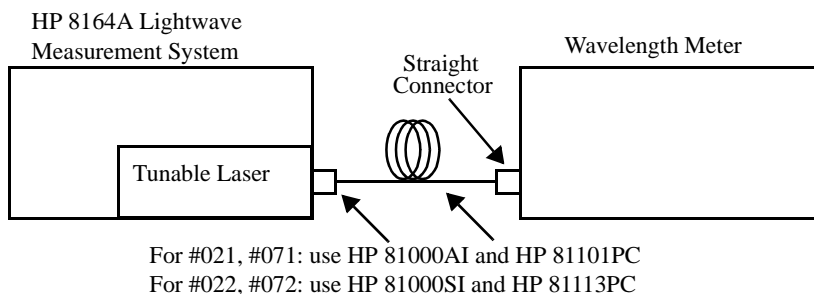 HP 8164A Lightwave
Measurement System
Wavelength Meter
Straight
Connector
Tunable Laser
For #021, #071: use HP 81000AI and HP 81101PC
For #022, #072: use HP 81000SI and HP 81113PC